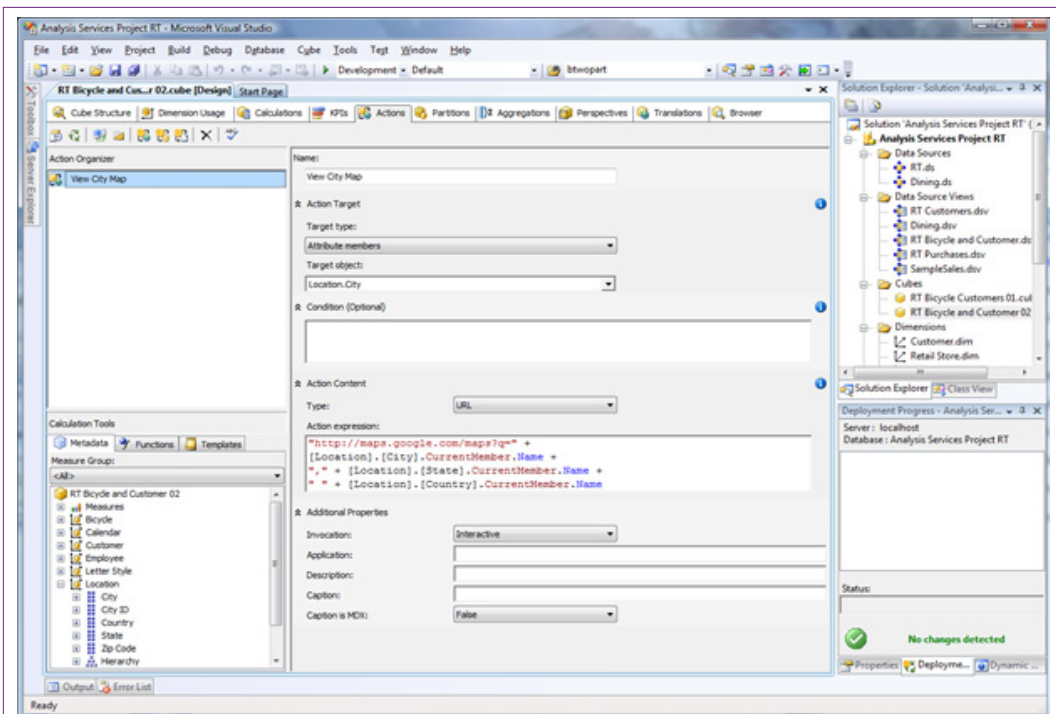 Analysis Services Project RT - Microsoft Visual Studio
File Edit View Project Build Debug Database Cube Tools Test Window Help
Development Default btwopart
RT Bicycle and Cus...r 02.cube [Design] Start Page
Cube Structure Dimension Usage Calculations KPIs Actions Partitions Aggregations Perspectives Translations Browser
Toolbox
Server Explorer
Action Organizer
View City Map
Calculation Tools
Metadata Functions Templates
Measure Group:
<All>
RT Bicycle and Customer 02
Measures
Bicycle
Calendar
Customer
Employee
Letter Style
Location
City
City ID
Country
State
Zip Code
Hierarchy
Name:
View City Map
Action Target
Target type:
Attribute members
Target object:
Location.City
Condition (Optional)
Action Content
Type: URL
Action expression:
"http://maps.google.com/maps?q=" +
[Location].[City].CurrentMember.Name +
"," + [Location].[State].CurrentMember.Name +
" " + [Location].[Country].CurrentMember.Name
Additional Properties
Invocation: Interactive
Application:
Description:
Caption:
Caption is MDX: False
Solution Explorer - Solution 'Analysi...
Solution 'Analysis Services Project RT' (
Analysis Services Project RT
Data Sources
RT.ds
Dining.ds
Data Source Views
RT Customers.dsv
Dining.dsv
RT Bicycle and Customer.ds
RT Purchases.dsv
SampleSales.dsv
Cubes
RT Bicycle Customers 01.cul
RT Bicycle and Customer 02
Dimensions
Customer.dim
Retail Store.dim
Solution Explorer Class View
Deployment Progress - Analysis Ser...
Server : localhost
Database : Analysis Services Project RT
Status:
No changes detected
Properties Deployme... Dynamic ...
Output Error List
Ready